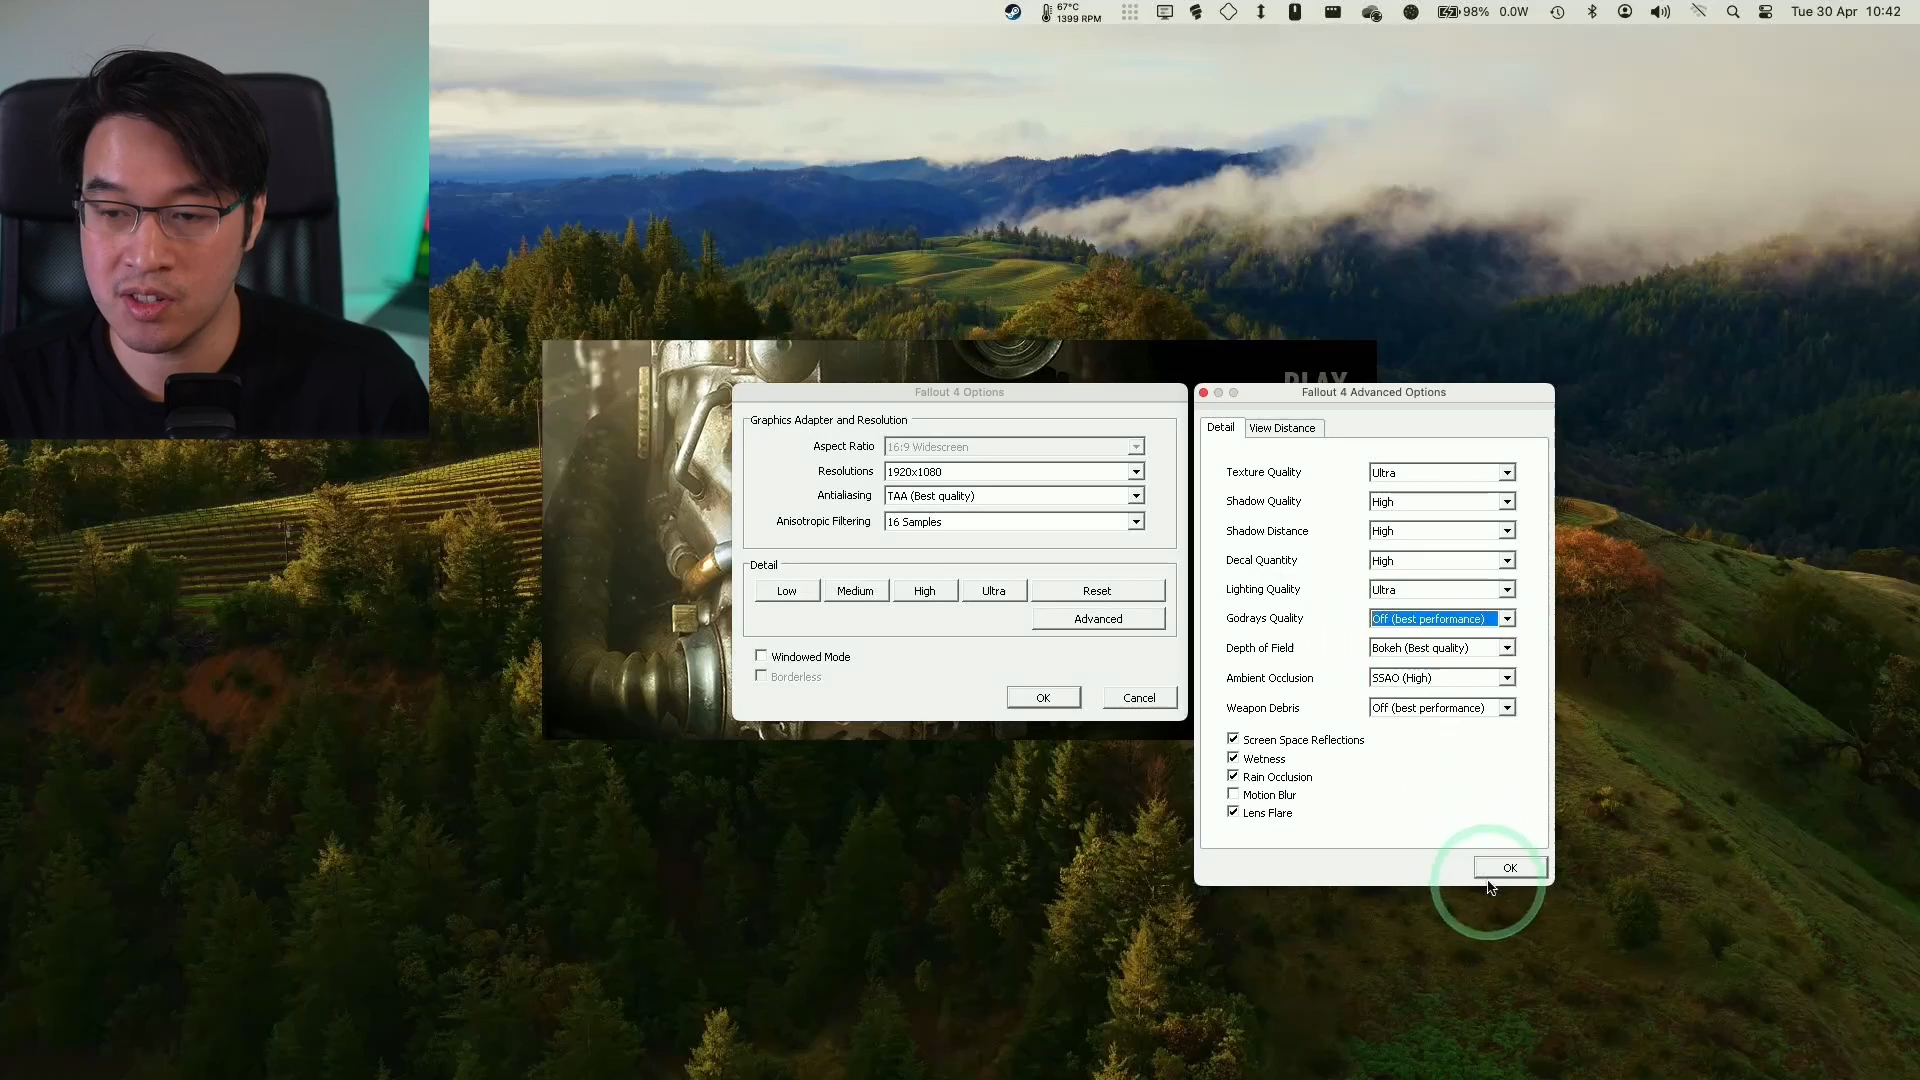 67°C
1399 RPM
98%
0.0W
Tue 30 Apr 10:42
PLAY
Fallout 4 Options
Graphics Adapter and Resolution
Aspect Ratio 16:9 Widescreen
Resolutions 1920x1080
Antialiasing TAA (Best quality)
Anisotropic Filtering 16 Samples
Detail
Low Medium High Ultra Reset
Advanced
Windowed Mode
Borderless
OK Cancel
Fallout 4 Advanced Options
Detail View Distance
Texture Quality Ultra
Shadow Quality High
Shadow Distance High
Decal Quantity High
Lighting Quality Ultra
Godrays Quality Off (best performance)
Depth of Field Bokeh (Best quality)
Ambient Occlusion SSAO (High)
Weapon Debris Off (best performance)
Screen Space Reflections
Wetness
Rain Occlusion
Motion Blur
Lens Flare
OK